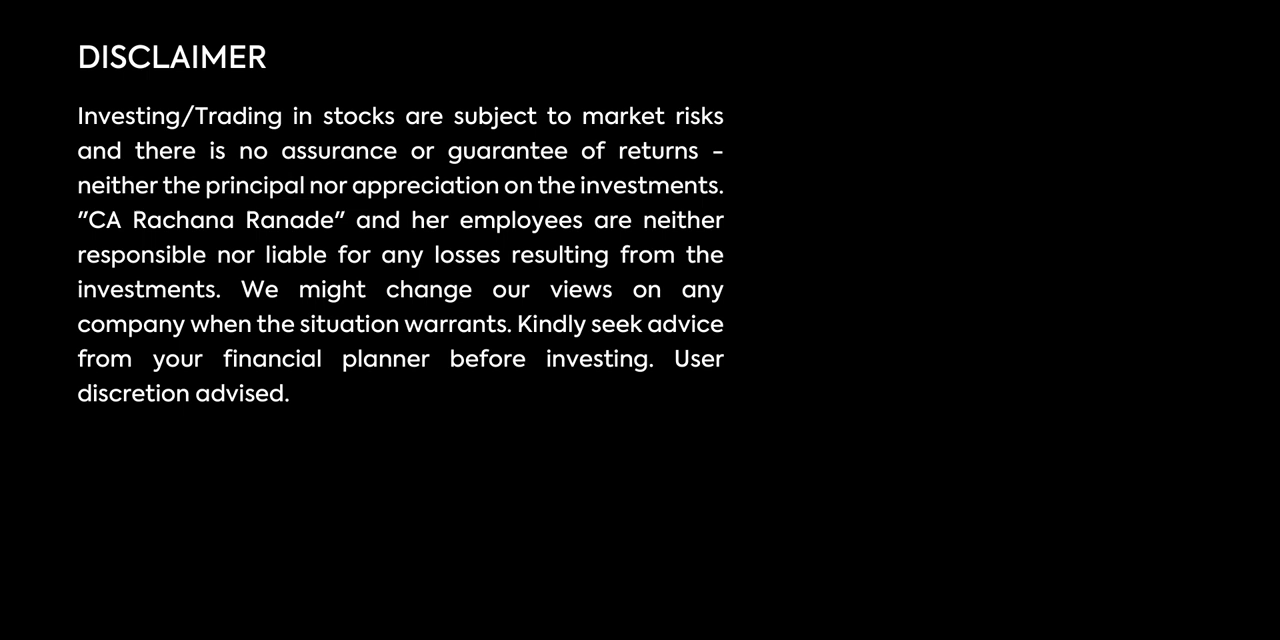 DISCLAIMER
Investing/Trading in stocks are subject to market risks
and there is no assurance or guarantee of returns -
neither the principal nor appreciation on the investments.
"CA Rachana Ranade" and her employees are neither
responsible nor liable for any losses resulting from the
investments. We might change our views on any
company when the situation warrants. Kindly seek advice
from your financial planner before investing. User
discretion advised.